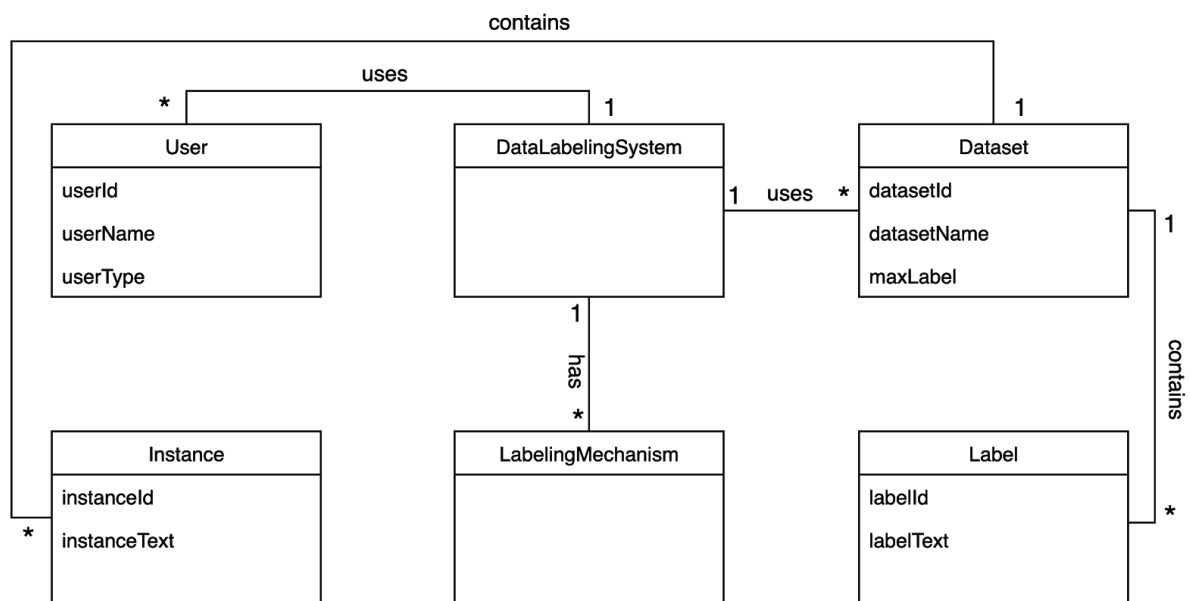 contains
uses
*
1
1
User
DataLabelingSystem
Dataset
userId
userName
userType
1
uses
*
datasetId
datasetName
maxLabel
1
1
has
*
contains
Instance
LabelingMechanism
Label
instanceId
instanceText
*
labelId
labelText
*